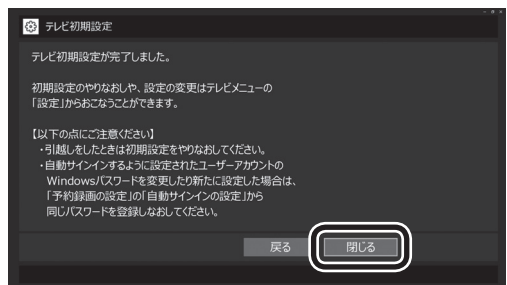 テレビ初期設定
テレビ初期設定が完了しました。
初期設定のやりなおしや、設定の変更はテレビメニューの
「設定」からおこなうことができます。
【以下の点にご注意ください】
・引越しをしたときは初期設定をやりなおしてください。
・自動サインインするように設定されたユーザーアカウントの
Windowsパスワードを変更したり新たに設定した場合は、
「予約録画の設定」の「自動サインインの設定」から
同じパスワードを登録しなおしてください。
戻る
閉じる